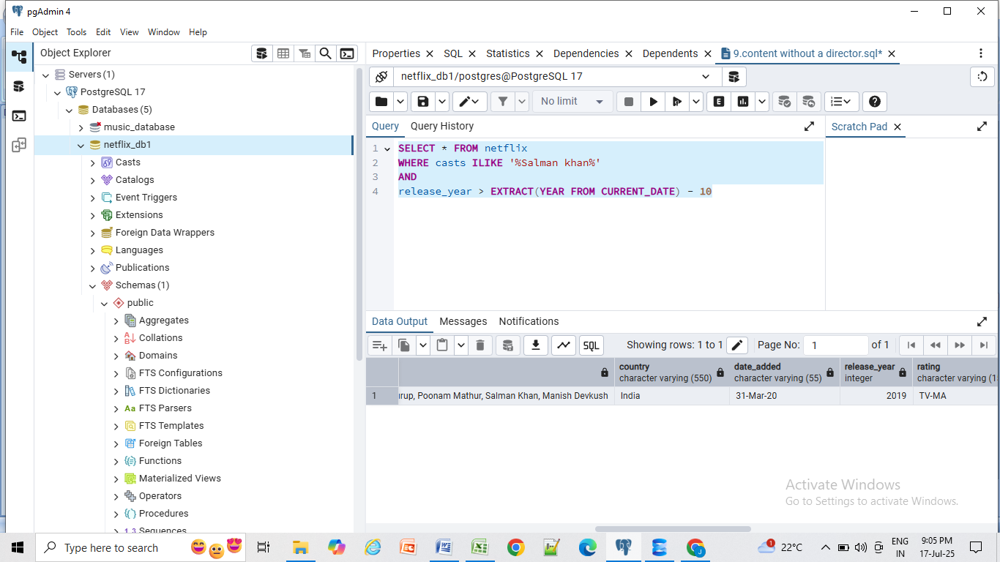 pgAdmin 4
File Object Tools Edit View Window Help
Object Explorer
Properties SQL Statistics Dependencies Dependents 9.content without a director.sql*
Servers (1)
PostgreSQL 17
Databases (5)
music_database
netflix_db1
Casts
Catalogs
Event Triggers
Extensions
Foreign Data Wrappers
Languages
Publications
Schemas (1)
public
Aggregates
Collations
Domains
FTS Configurations
FTS Dictionaries
Aa FTS Parsers
FTS Templates
Foreign Tables
Functions
Materialized Views
Operators
Procedures
1..3 Sequences
netflix_db1/postgres@PostgreSQL 17
No limit
E
Query Query History
Scratch Pad
1 SELECT * FROM netflix
2 WHERE casts ILIKE '%Salman khan%'
3 AND
4 release_year > EXTRACT(YEAR FROM CURRENT_DATE) - 10
Data Output Messages Notifications
SQL Showing rows: 1 to 1 Page No: 1 of 1
country date_added release_year rating
character varying (550) character varying (55) integer character varying (1
1 irup, Poonam Mathur, Salman Khan, Manish Devkush India 31-Mar-20 2019 TV-MA
Activate Windows
Go to Settings to activate Windows.
Type here to search
1 22°C
ENG
IN
9:05 PM
17-Jul-25